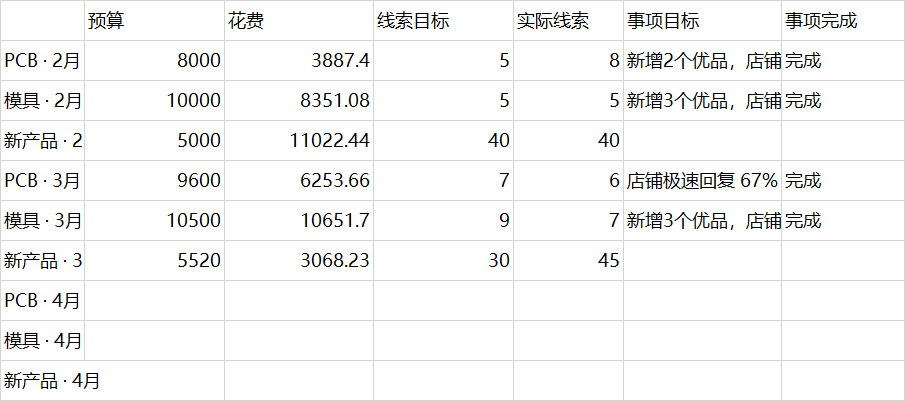 预算 花费 线索目标 实际线索 事项目标 事项完成
PCB · 2月 8000 3887.4 5 8 新增2个优品，店铺 完成
模具 · 2月 10000 8351.08 5 5 新增3个优品，店铺 完成
新产品 · 2 5000 11022.44 40 40
PCB · 3月 9600 6253.66 7 6 店铺极速回复 67% 完成
模具 · 3月 10500 10651.7 9 7 新增3个优品，店铺 完成
新产品 · 3 5520 3068.23 30 45
PCB · 4月
模具 · 4月
新产品 · 4月